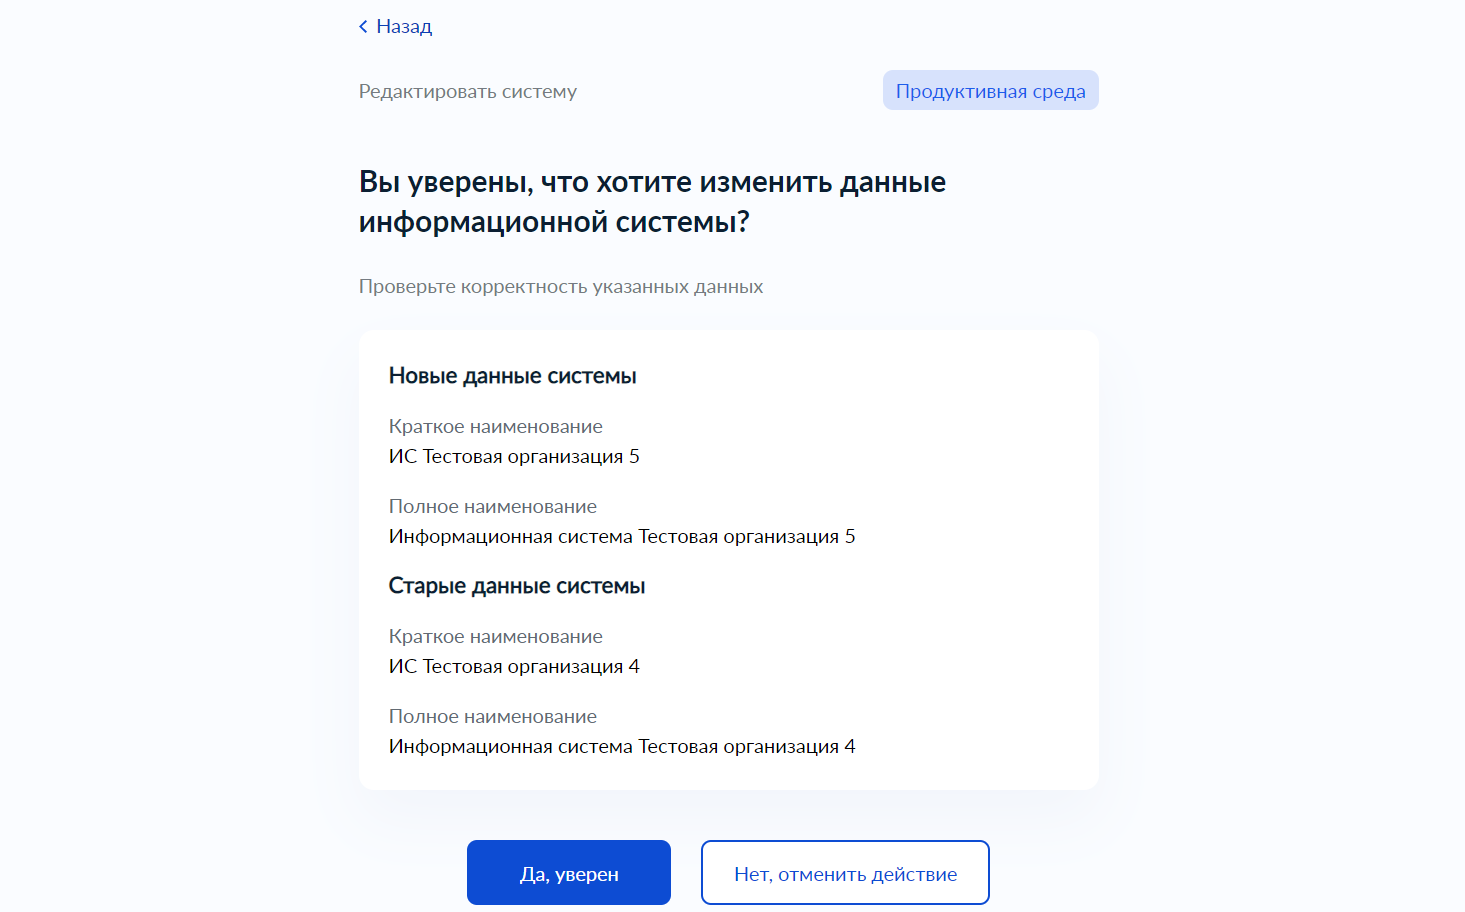 Назад
Редактировать систему
Продуктивная среда
Вы уверены, что хотите изменить данные
информационной системы?
Проверьте корректность указанных данных
Новые данные системы
Краткое наименование
ИС Тестовая организация 5
Полное наименование
Информационная система Тестовая организация 5
Старые данные системы
Краткое наименование
ИС Тестовая организация 4
Полное наименование
Информационная система Тестовая организация 4
Да, уверен
Нет, отменить действие